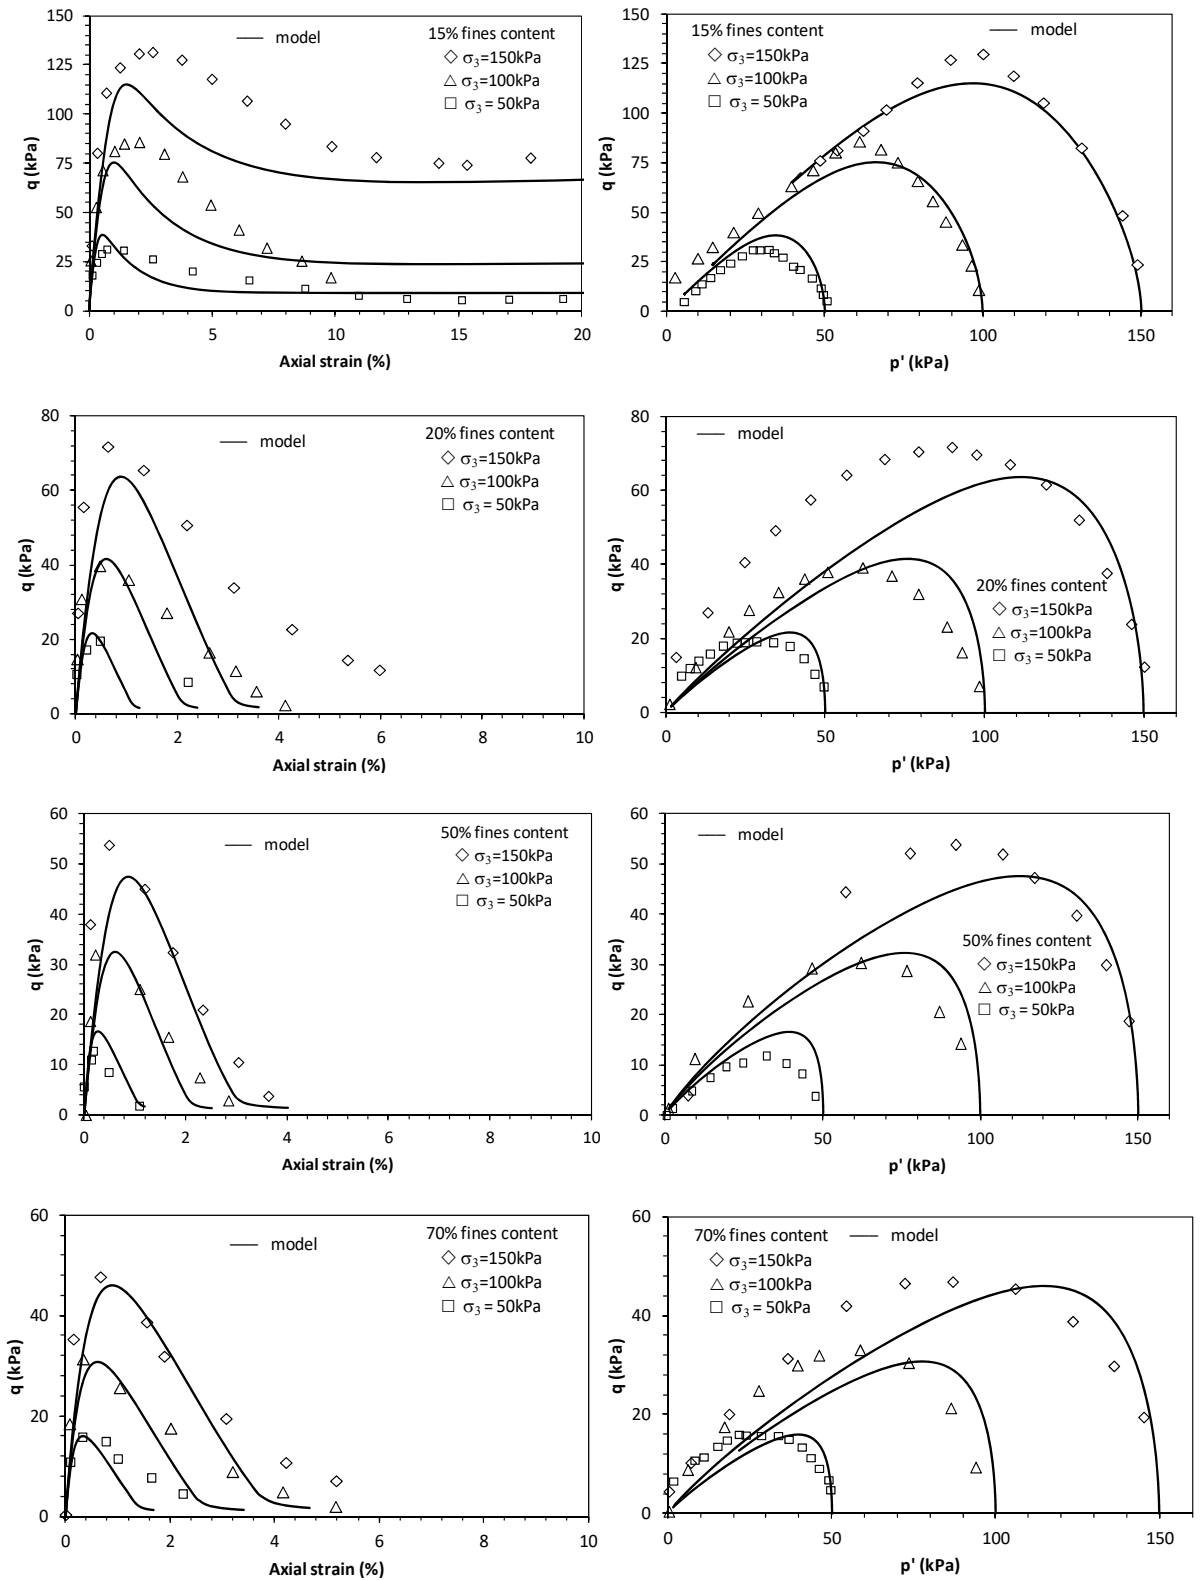 150
125
100
75
50
25
0
q (kPa)
model
15% fines content
σ3=150kPa
σ3=100kPa
σ3 = 50kPa
0 5 10 15 20
Axial strain (%)
150
125
100
75
50
25
0
q (kPa)
15% fines content
model
σ3=150kPa
σ3=100kPa
σ3 = 50kPa
0 50 100 150
p' (kPa)
80
60
40
20
0
q (kPa)
model
20% fines content
σ3=150kPa
σ3=100kPa
σ3 = 50kPa
0 2 4 6 8 10
Axial strain (%)
80
60
40
20
0
q (kPa)
model
20% fines content
σ3=150kPa
σ3=100kPa
σ3 = 50kPa
0 50 100 150
p' (kPa)
60
50
40
30
20
10
0
q (kPa)
model
50% fines content
σ3=150kPa
σ3=100kPa
σ3 = 50kPa
0 2 4 6 8 10
Axial strain (%)
60
50
40
30
20
10
0
q (kPa)
model
50% fines content
σ3=150kPa
σ3=100kPa
σ3 = 50kPa
0 50 100 150
p' (kPa)
60
40
20
0
q (kPa)
model
70% fines content
σ3=150kPa
σ3=100kPa
σ3 = 50kPa
0 2 4 6 8 10
Axial strain (%)
60
40
20
0
q (kPa)
70% fines content
model
σ3=150kPa
σ3=100kPa
σ3 = 50kPa
0 50 100 150
p' (kPa)